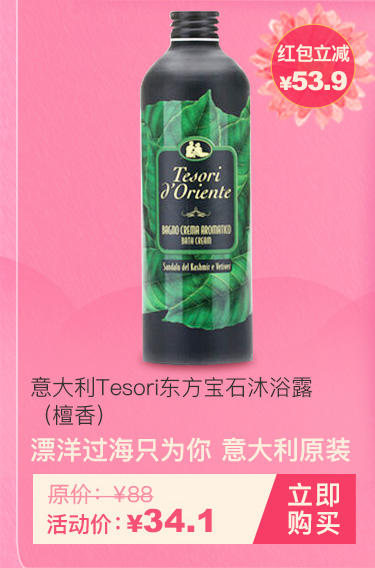 红包立减
¥53.9
Tesori
d'Oriente
BAGNO CREMA AROMATICO
BATH CREAM
Sandalo del Kashmir e Vetiver
意大利Tesori东方宝石沐浴露
（檀香）
漂洋过海只为你 意大利原装
原价：¥88
活动价：¥34.1
立即
购买